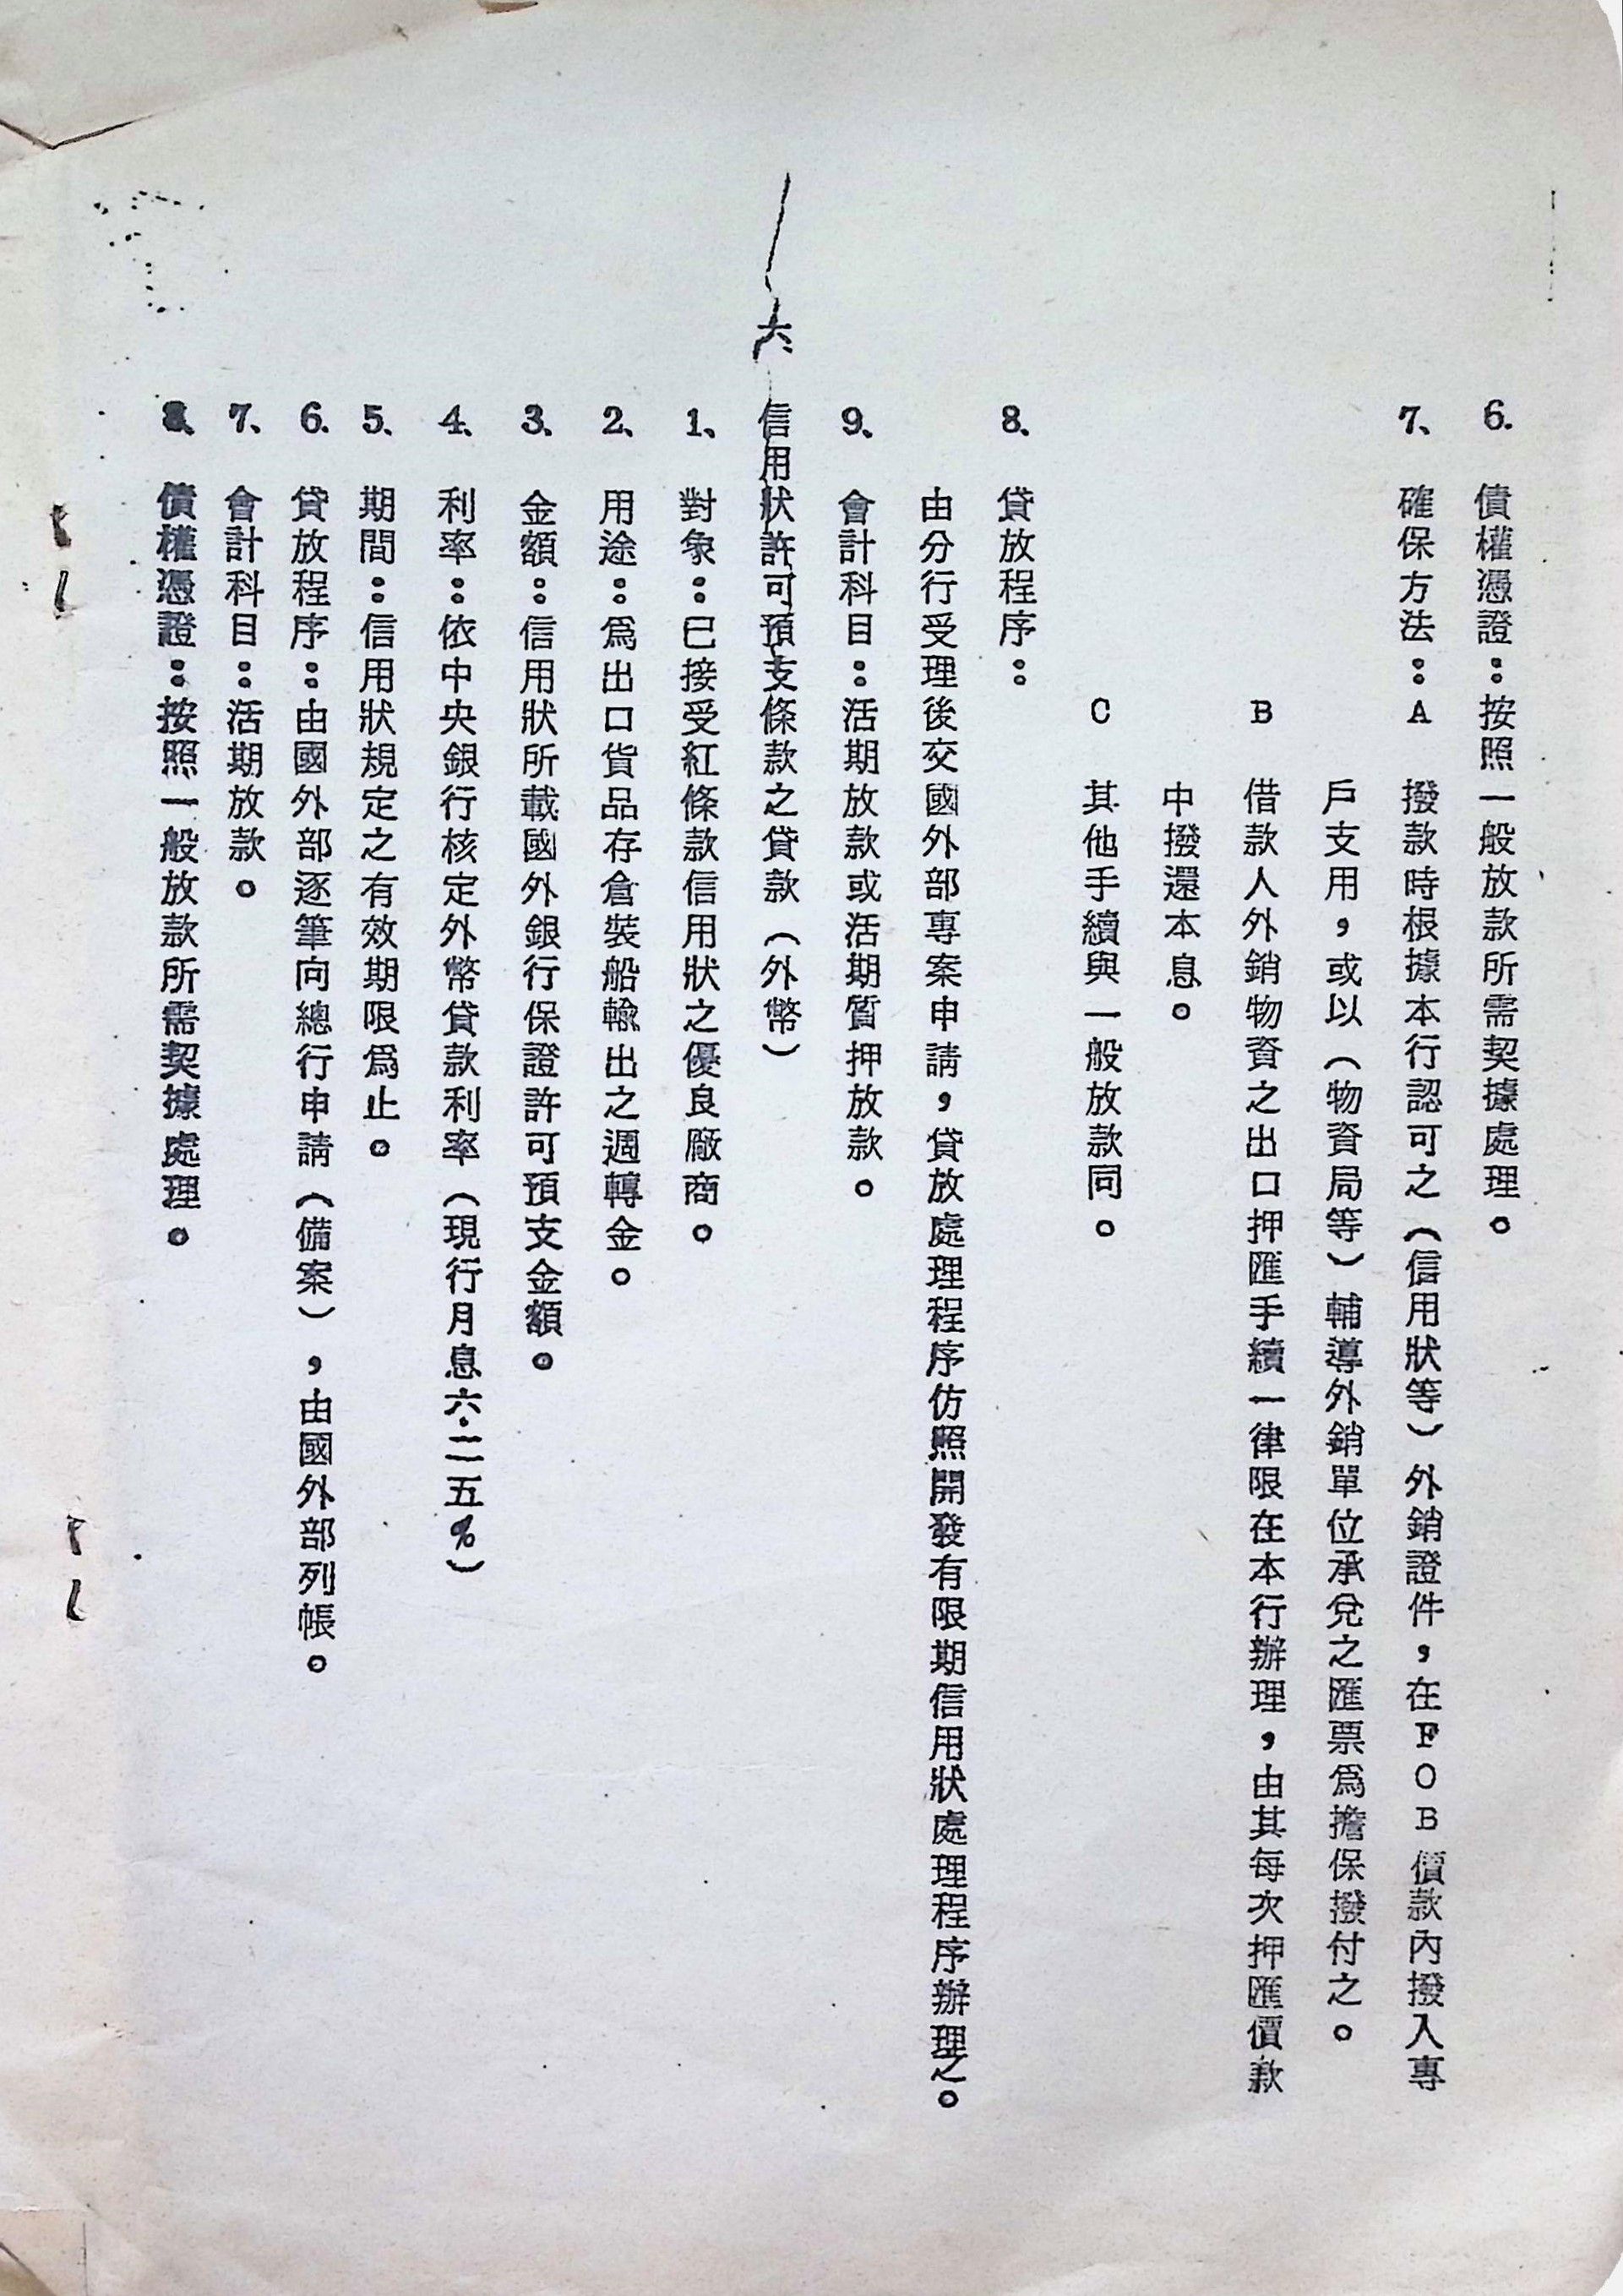 6. 債權憑證：按照一般放款所需契據處理。
7、確保方法：A 撥款時根據本行認可之（信用狀等）外銷證件，在FOB價款內撥入專
戶支用，或以（物資局等）輔導外銷單位承兌之匯票爲擔保撥付之。
B 借款人外銷物資之出口押匯手續一律限在本行辦理，由其每次押匯價款
中撥還本息。
C 其他手續與一般放款同。
8. 貸放程序：
由分行受理後交國外部專案申請，貸放處理程序仿照開發有限期信用狀處理程序辦理之。
9、會計科目：活期放款或活期質押放款。
六 信用狀許可預支條款之貸款（外幣）
1、對象：已接受紅條款信用狀之優良廠商。
2、用途：爲出口貨品存倉裝船輸出之週轉金。
3、金額：信用狀所載國外銀行保證許可預支金額。
4、利率：依中央銀行核定外幣貸款利率（現行月息六.二五%）
5、期間：信用狀規定之有效期限爲止。
6. 貸放程序：由國外部逐筆向總行申請（備案），由國外部列帳。
7、會計科目：活期放款。
8、債權憑證：按照一般放款所需契據處理。